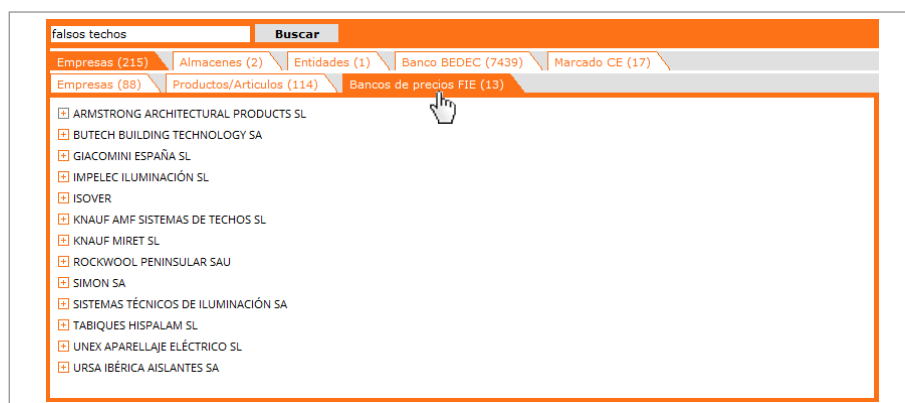 falsos techos Buscar
Empresas (215) Almacenes (2) Entidades (1) Banco BEDEC (7439) Marcado CE (17)
Empresas (88) Productos/Articulos (114) Bancos de precios FIE (13)
ARMSTRONG ARCHITECTURAL PRODUCTS SL
BUTECH BUILDING TECHNOLOGY SA
GIACOMINI ESPAÑA SL
IMPELEC ILUMINACIÓN SL
ISOVER
KNAUF AMF SISTEMAS DE TECHOS SL
KNAUF MIRET SL
ROCKWOOL PENINSULAR SAU
SIMON SA
SISTEMAS TÉCNICOS DE ILUMINACIÓN SA
TABIQUES HISPALAM SL
UNEX APARELLAJE ELÉCTRICO SL
URSA IBÉRICA AISLANTES SA